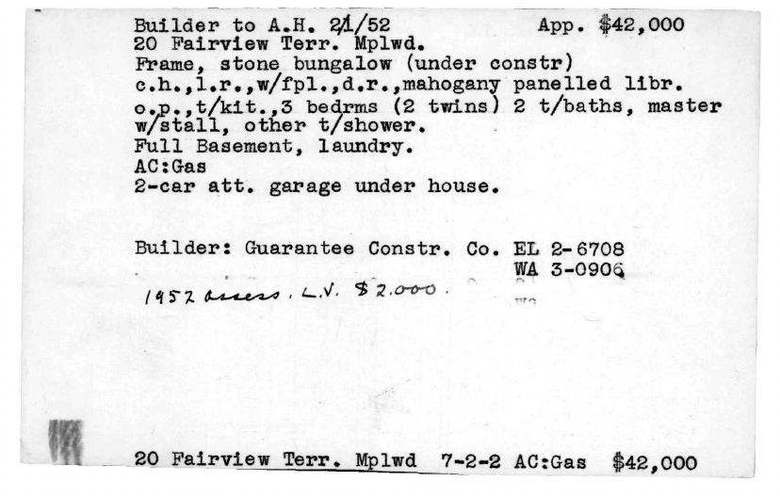 Builder to A.H. 2/1/52 App. $42,000
20 Fairview Terr. Mplwd.
Frame, stone bungalow (under constr)
c.h.,l.r.,w/fpl.,d.r.,mahogany panelled libr.
o.p.,t/kit.,3 bedrms (2 twins) 2 t/baths, master
w/stall, other t/shower.
Full Basement, laundry.
AC:Gas
2-car att. garage under house.
Builder: Guarantee Constr. Co. EL 2-6708
WA 3-0906
1952 assess. L.V. $2.000.
20 Fairview Terr. Mplwd 7-2-2 AC:Gas $42,000